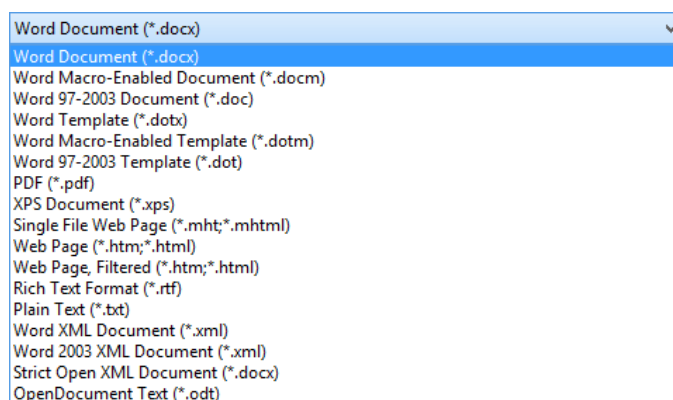 Word Document (*.docx)
Word Document (*.docx)
Word Macro-Enabled Document (*.docm)
Word 97-2003 Document (*.doc)
Word Template (*.dotx)
Word Macro-Enabled Template (*.dotm)
Word 97-2003 Template (*.dot)
PDF (*.pdf)
XPS Document (*.xps)
Single File Web Page (*.mht;*.mhtml)
Web Page (*.htm;*.html)
Web Page, Filtered (*.htm;*.html)
Rich Text Format (*.rtf)
Plain Text (*.txt)
Word XML Document (*.xml)
Word 2003 XML Document (*.xml)
Strict Open XML Document (*.docx)
OpenDocument Text (*.odt)